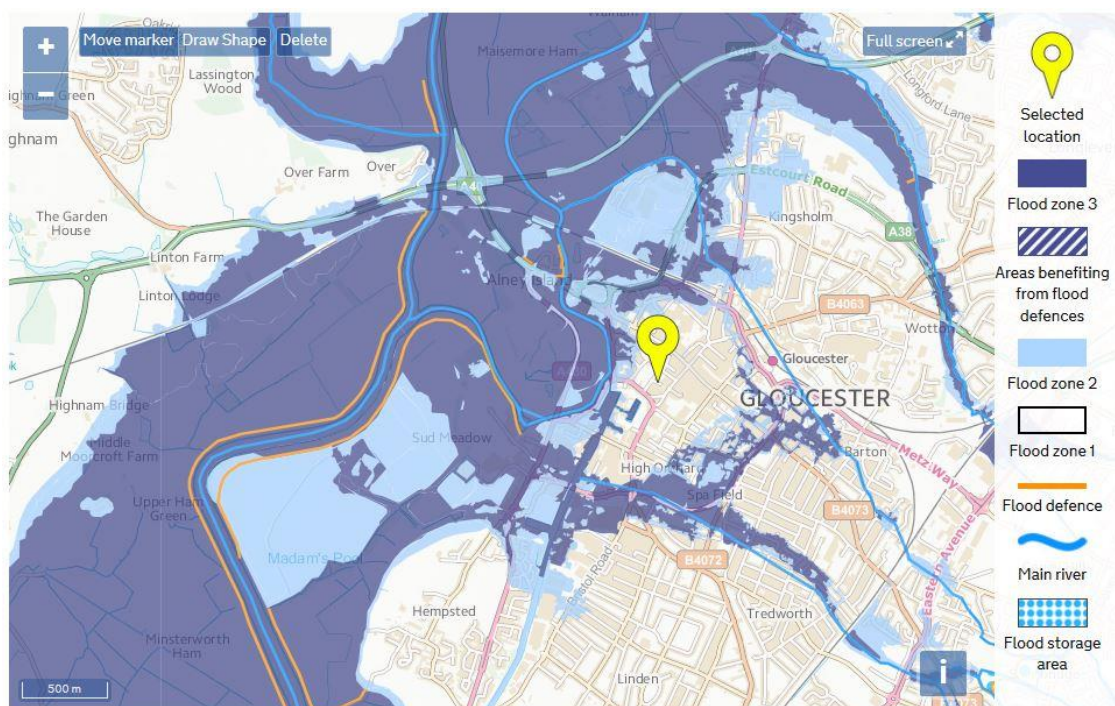 +
−
Move marker
Draw Shape
Delete
Full screen
Maisemore Ham
Lassington
Wood
Highnam Green
Over
Over Farm
Longford Lane
Estcourt Road
Kingsholm
A38
The Garden
House
Linton Farm
Linton Lodge
Alney Island
B4063
Wotton
Gloucester
GLOUCESTER
Highnam Bridge
Middle
Moorcroft Farm
Sud Meadow
High Orchard
Barton
Metz Way
Upper Ham
Green
Spa Field
B4073
Madam's Pool
Bristol Road
B4072
Eastern Avenue
Hempsted
Tredworth
Minsterworth
Ham
Linden
500 m
i
Selected
location
Flood zone 3
Areas benefiting
from flood
defences
Flood zone 2
Flood zone 1
Flood defence
Main river
Flood storage
area